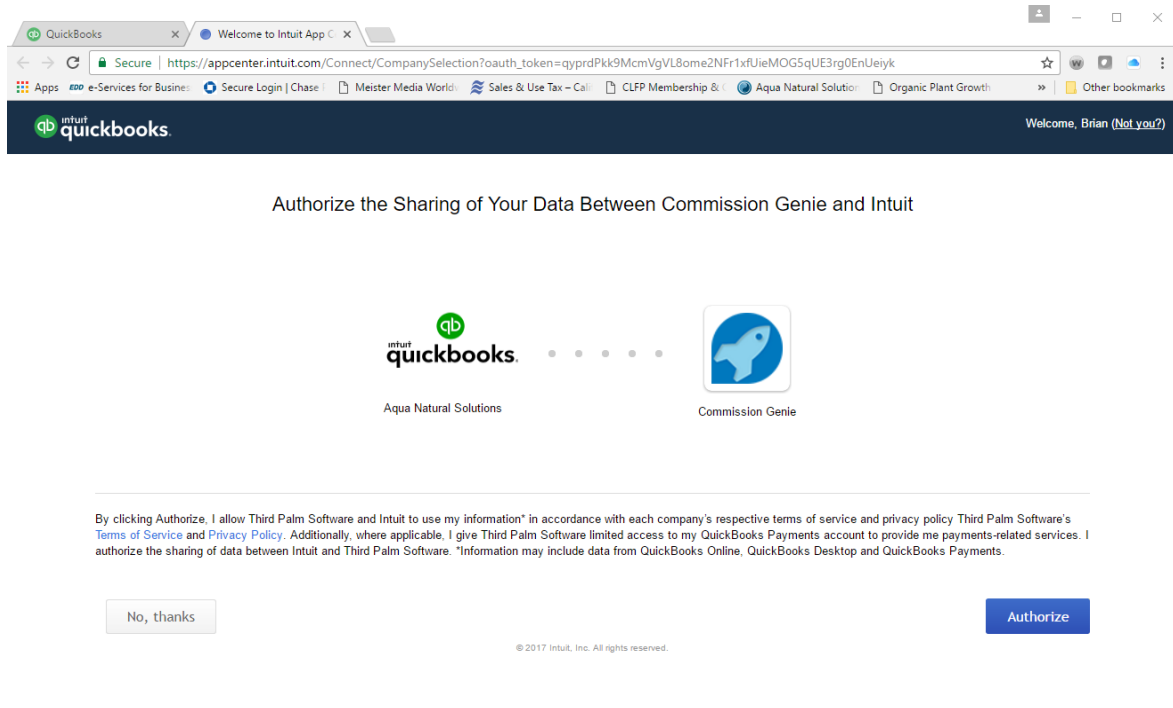 QuickBooks
Welcome to Intuit App C
Secure | https://appcenter.intuit.com/Connect/CompanySelection?oauth_token=qyprdPkk9McmVgVL8ome2NFr1xfUieMOG5qUE3rg0EnUeiyk
Apps EDD e-Services for Busines Secure Login | Chase Meister Media World Sales & Use Tax – Cali CLFP Membership & Aqua Natural Solution Organic Plant Growth » Other bookmarks
qb intuit quickbooks.
Welcome, Brian (Not you?)
Authorize the Sharing of Your Data Between Commission Genie and Intuit
qb
intuit
quickbooks.
Aqua Natural Solutions
Commission Genie
By clicking Authorize, I allow Third Palm Software and Intuit to use my information* in accordance with each company's respective terms of service and privacy policy Third Palm Software's
Terms of Service and Privacy Policy. Additionally, where applicable, I give Third Palm Software limited access to my QuickBooks Payments account to provide me payments-related services. I
authorize the sharing of data between Intuit and Third Palm Software. *Information may include data from QuickBooks Online, QuickBooks Desktop and QuickBooks Payments.
No, thanks
Authorize
© 2017 Intuit, Inc. All rights reserved.